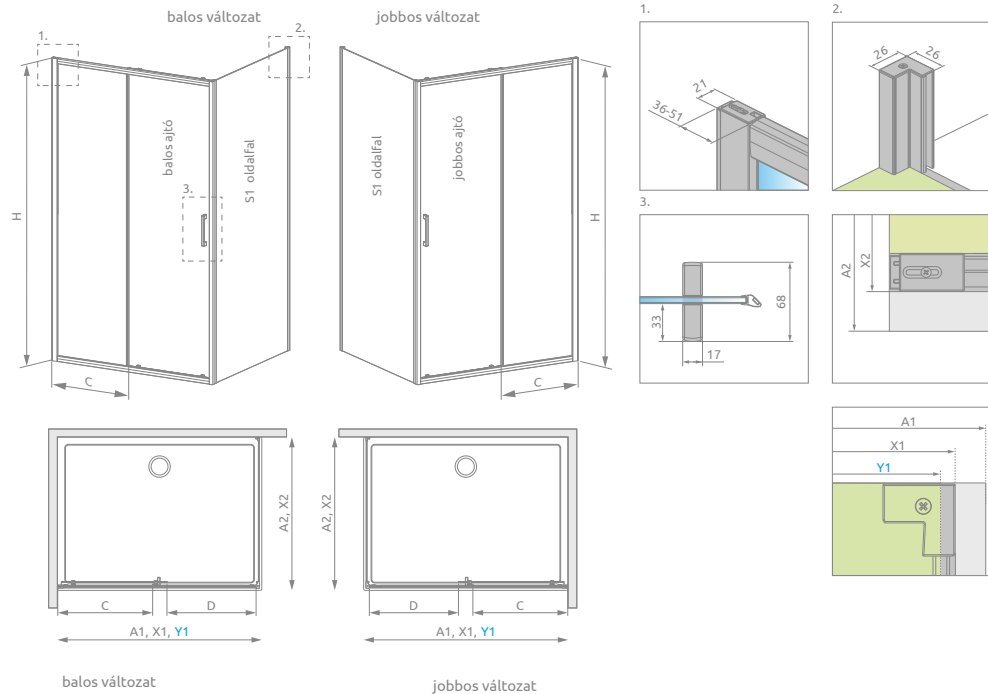 balos változat
jobbos változat
1.
2.
balos ajtó
S1 oldalfal
3.
H
C
S1 oldalfal
jobbos ajtó
H
C
1.
21
36-51
2.
26
26
3.
33
68
17
A2
X2
A1
X1
Y1
A2, X2
C
D
A1, X1, Y1
A2, X2
D
C
A1, X1, Y1
balos változat
jobbos változat